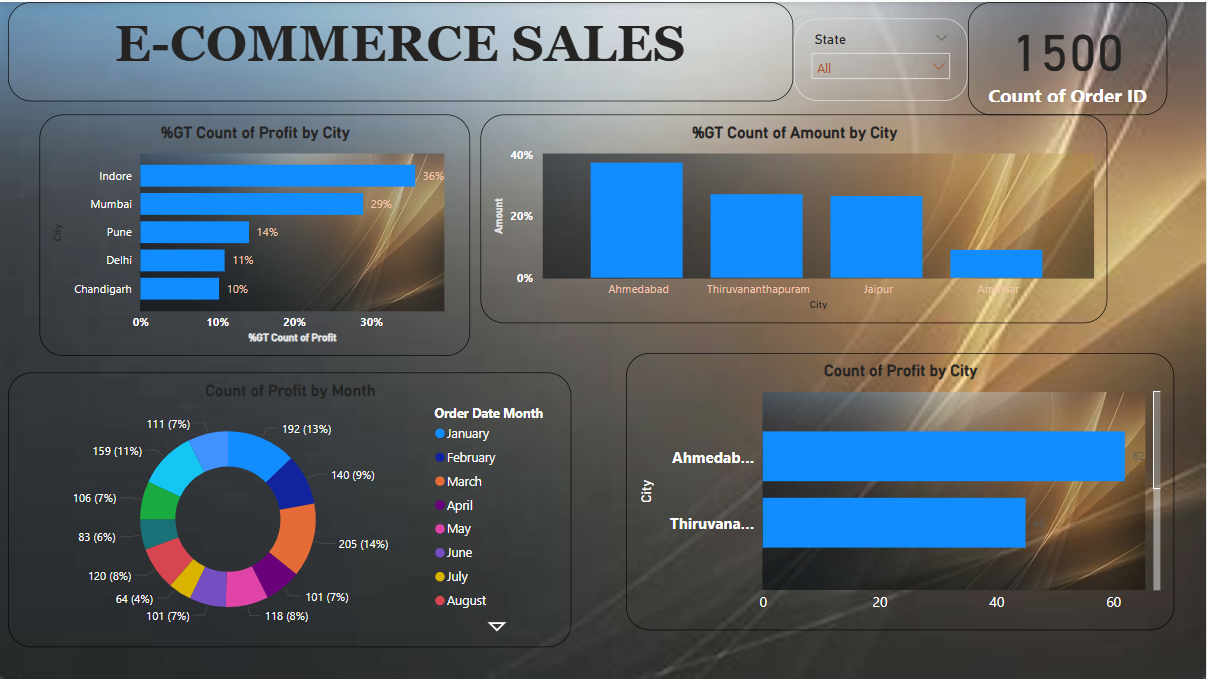 E-COMMERCE SALES
State
All
1500
Count of Order ID
%GT Count of Profit by City
City
Indore
36%
Mumbai
29%
Pune
14%
Delhi
11%
Chandigarh
10%
0% 10% 20% 30%
%GT Count of Profit
%GT Count of Amount by City
Amount
40%
20%
0%
Ahmedabad Thiruvananthapuram Jaipur Amritsar
City
Count of Profit by Month
192 (13%)
140 (9%)
205 (14%)
101 (7%)
118 (8%)
101 (7%)
64 (4%)
120 (8%)
83 (6%)
106 (7%)
159 (11%)
111 (7%)
Order Date Month
January
February
March
April
May
June
July
August
Count of Profit by City
City
Ahmedab...
62
Thiruvana...
0 20 40 60